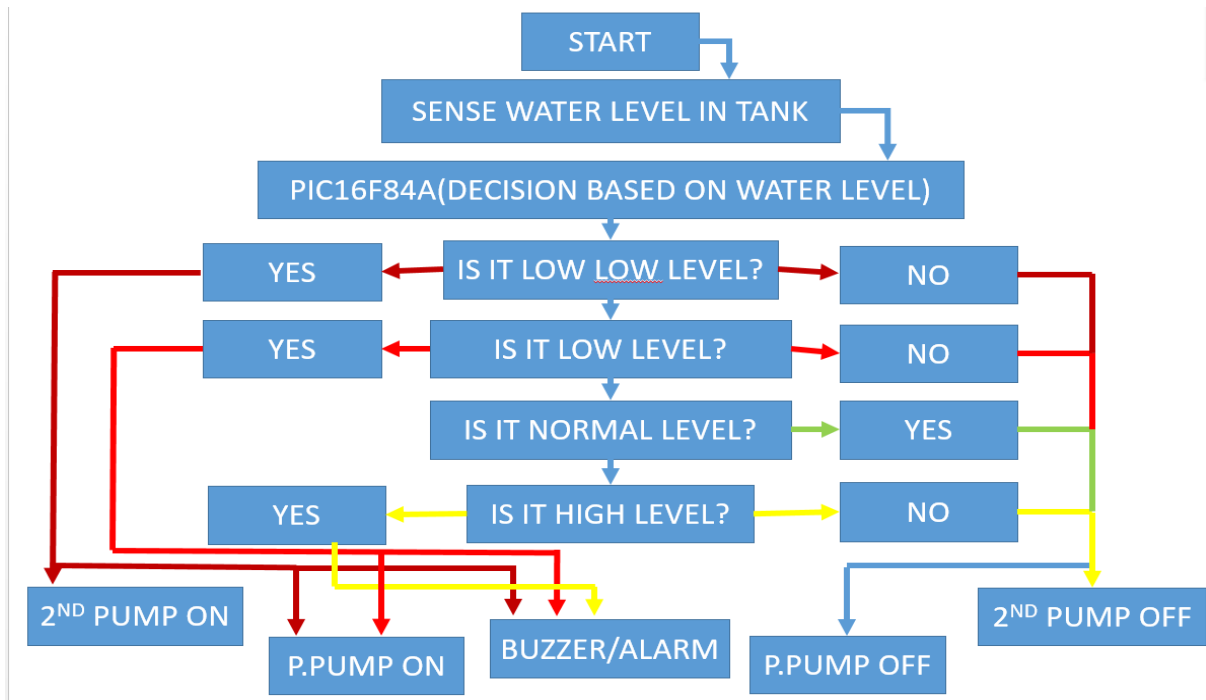 START
SENSE WATER LEVEL IN TANK
PIC16F84A(DECISION BASED ON WATER LEVEL)
YES
IS IT LOW LOW LEVEL?
NO
YES
IS IT LOW LEVEL?
NO
IS IT NORMAL LEVEL?
YES
YES
IS IT HIGH LEVEL?
NO
2ND PUMP ON
P.PUMP ON
BUZZER/ALARM
P.PUMP OFF
2ND PUMP OFF